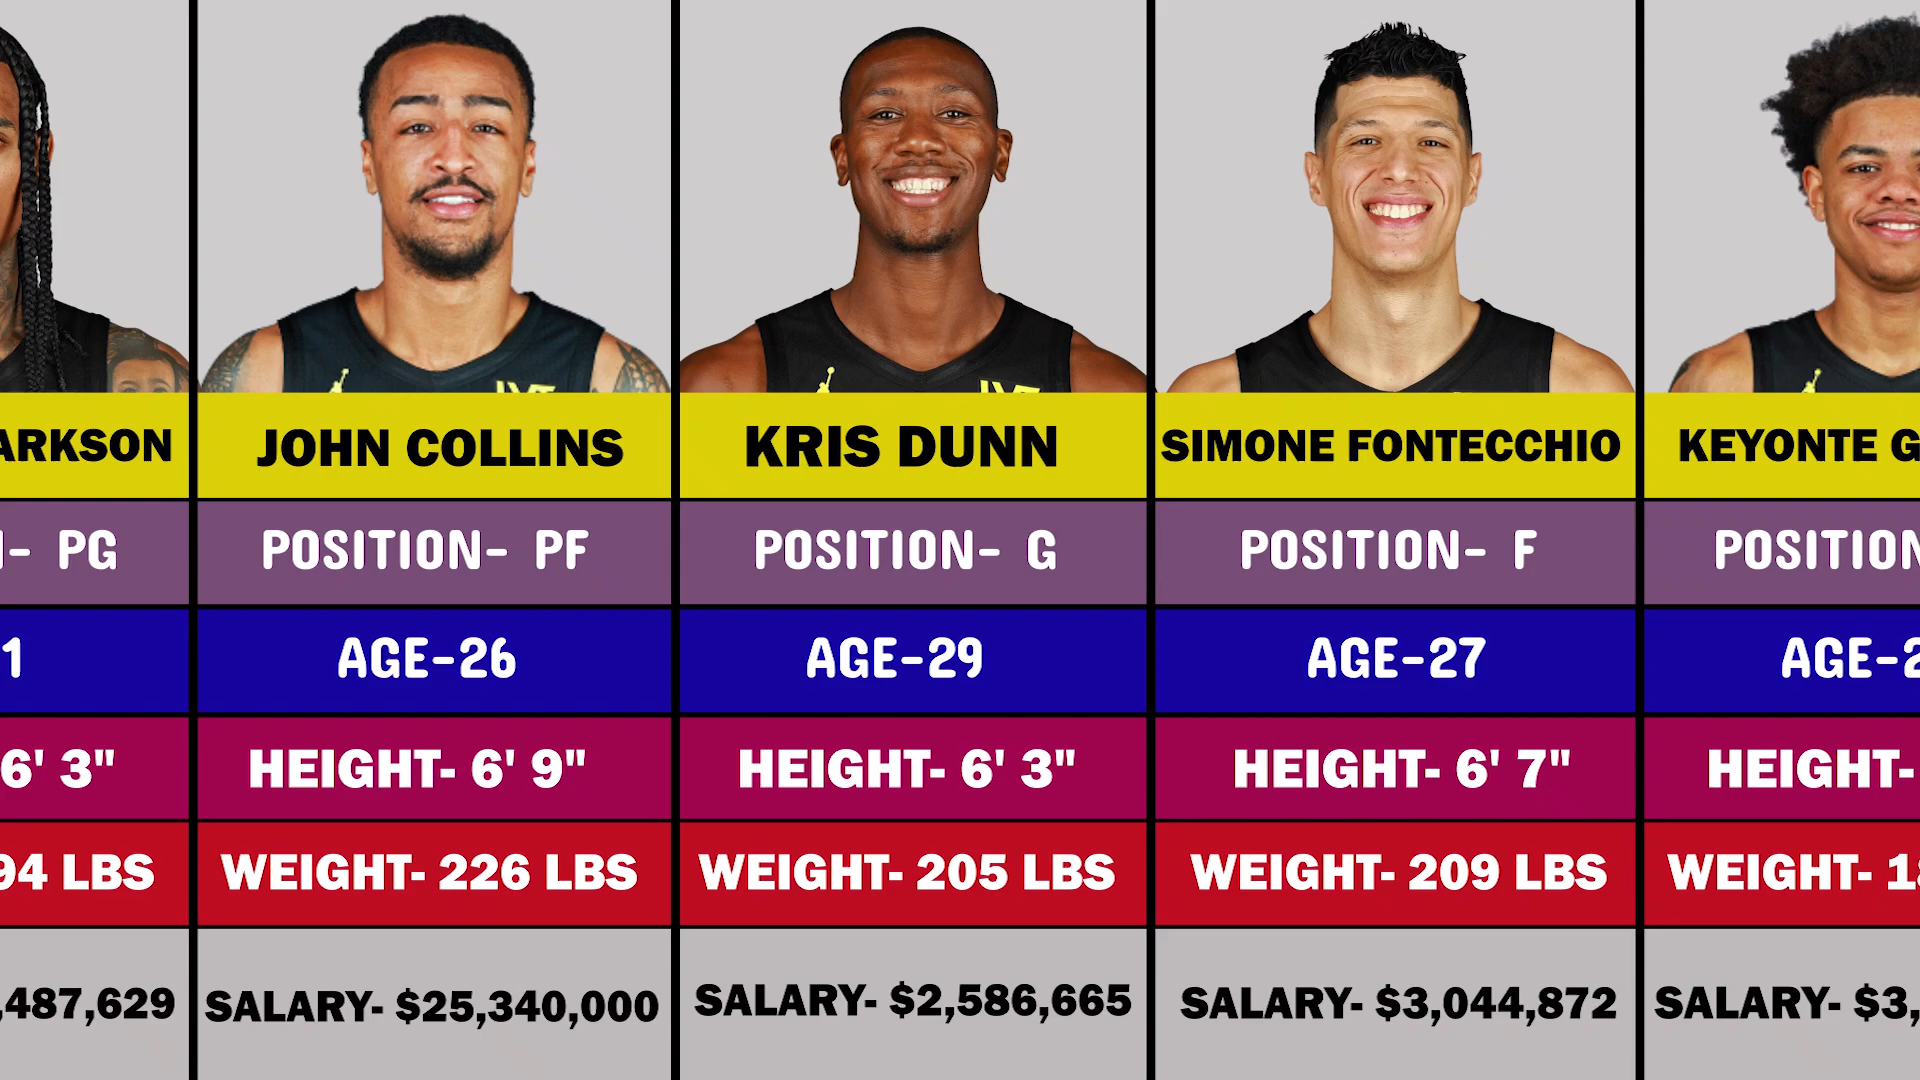 ARKSON
JOHN COLLINS
KRIS DUNN
SIMONE FONTECCHIO
KEYONTE G
- PG
POSITION- PF
POSITION- G
POSITION- F
POSITION
1
AGE-26
AGE-29
AGE-27
AGE-2
6' 3"
HEIGHT- 6' 9"
HEIGHT- 6' 3"
HEIGHT- 6' 7"
HEIGHT-
94 LBS
WEIGHT- 226 LBS
WEIGHT- 205 LBS
WEIGHT- 209 LBS
WEIGHT- 18
,487,629
SALARY- $25,340,000
SALARY- $2,586,665
SALARY- $3,044,872
SALARY- $3,